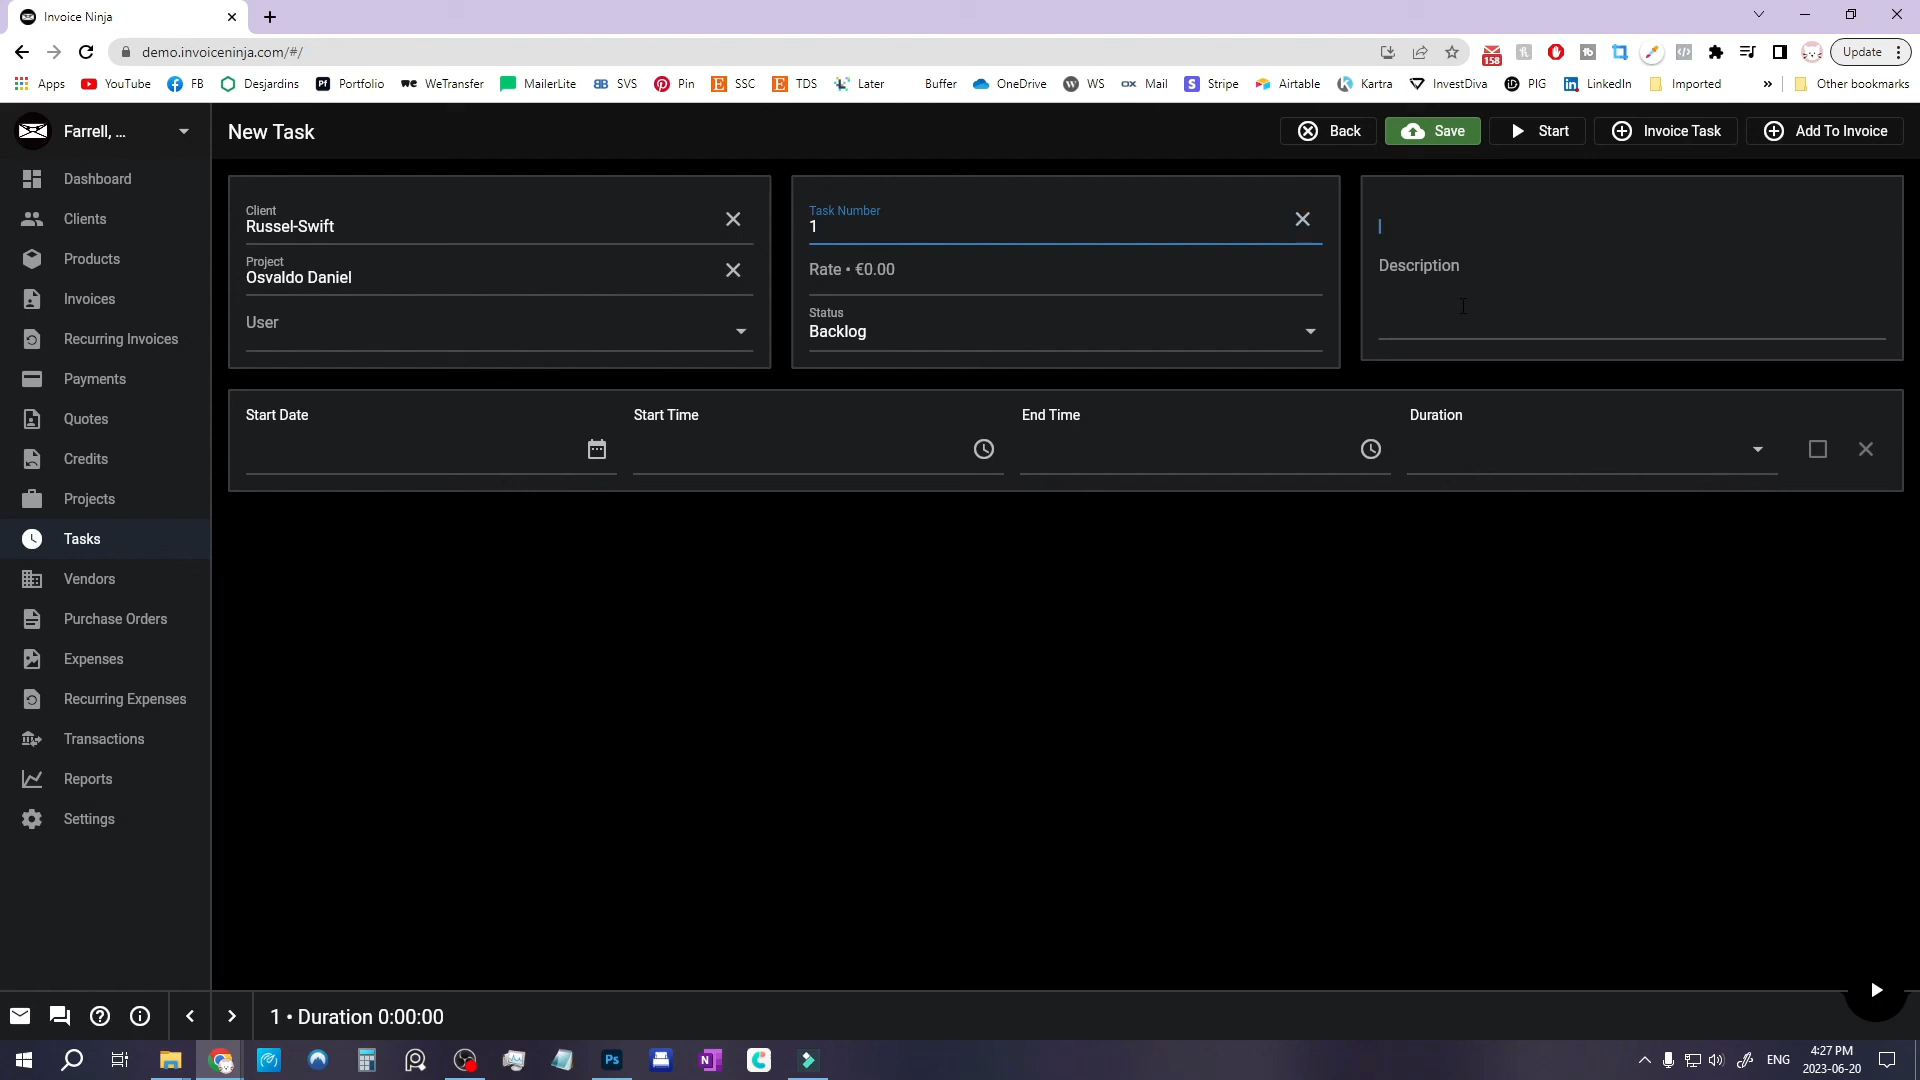 Invoice Ninja
demo.invoiceninja.com/#/
158
Update
Apps YouTube FB Desjardins Portfolio WeTransfer MailerLite SVS Pin SSC TDS Later Buffer OneDrive WS Mail Stripe Airtable Kartra InvestDiva PIG LinkedIn Imported » Other bookmarks
Farrell, ...
New Task
Back
Save
Start
Invoice Task
Add To Invoice
Dashboard
Clients
Products
Invoices
Recurring Invoices
Payments
Quotes
Credits
Projects
Tasks
Vendors
Purchase Orders
Expenses
Recurring Expenses
Transactions
Reports
Settings
Client
Russel-Swift
Project
Osvaldo Daniel
User
Task Number
1
Rate • €0.00
Status
Backlog
Description
Start Date
Start Time
End Time
Duration
1 • Duration 0:00:00
ENG
4:27 PM
2023-06-20